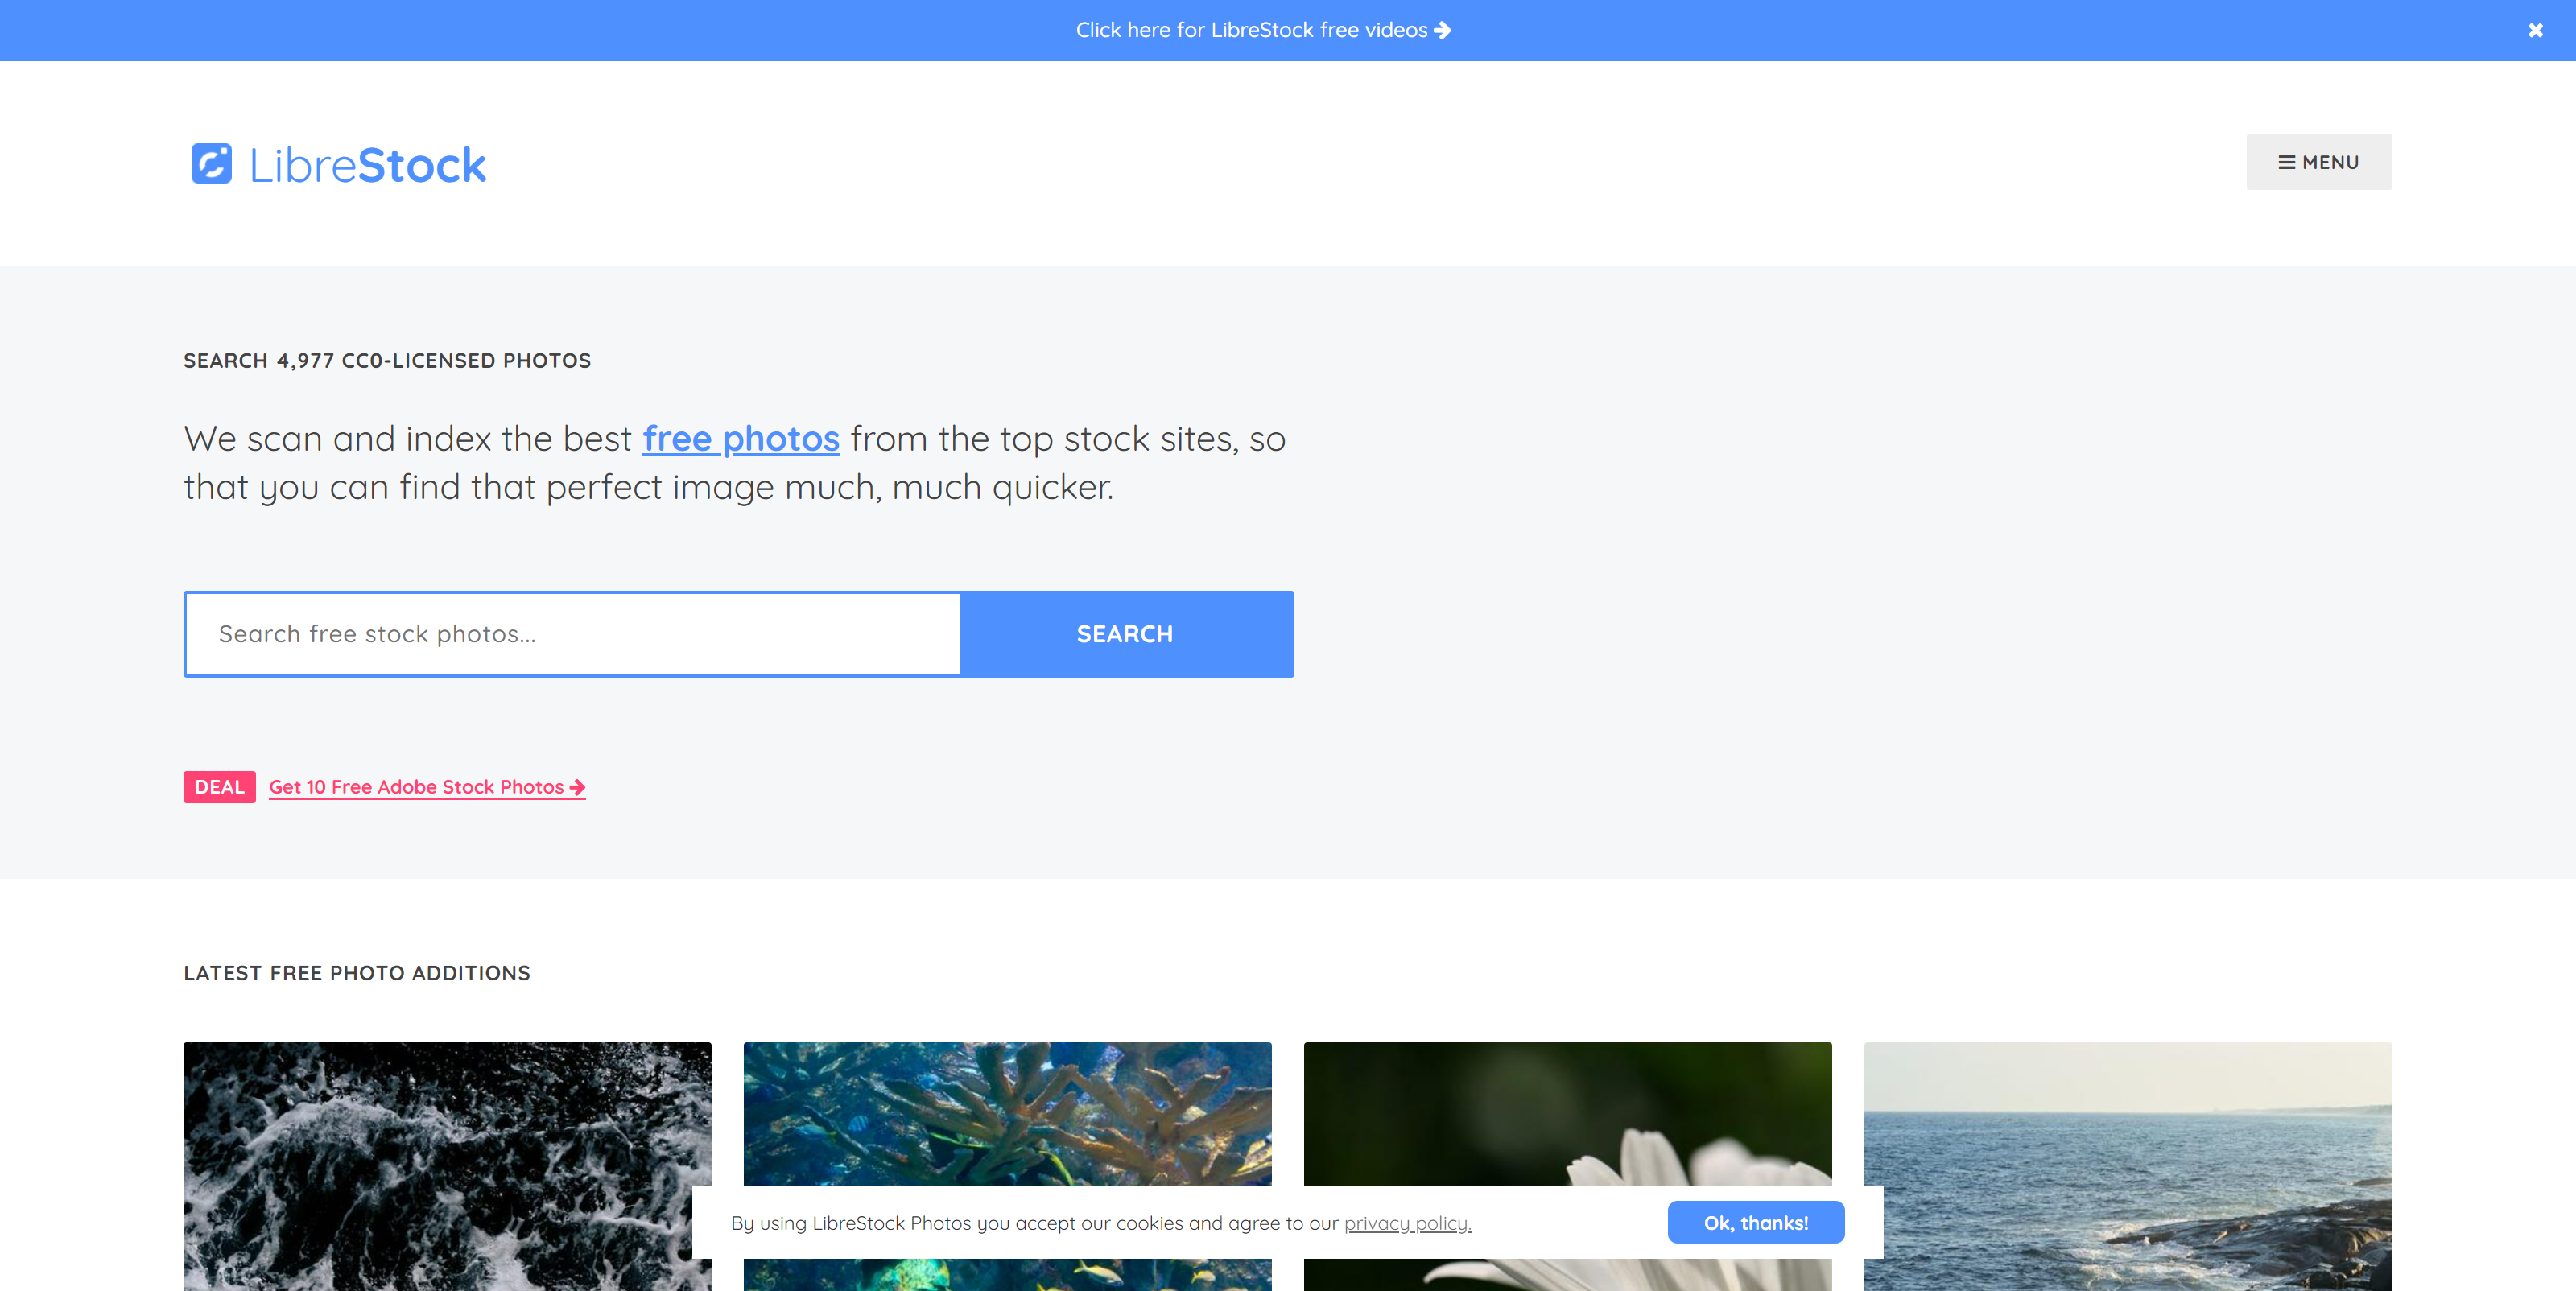 Click here for LibreStock free videos
LibreStock
MENU
SEARCH 4,977 CC0-LICENSED PHOTOS
We scan and index the best free photos from the top stock sites, so
that you can find that perfect image much, much quicker.
Search free stock photos...
SEARCH
DEAL Get 10 Free Adobe Stock Photos
LATEST FREE PHOTO ADDITIONS
By using LibreStock Photos you accept our cookies and agree to our privacy policy.
Ok, thanks!